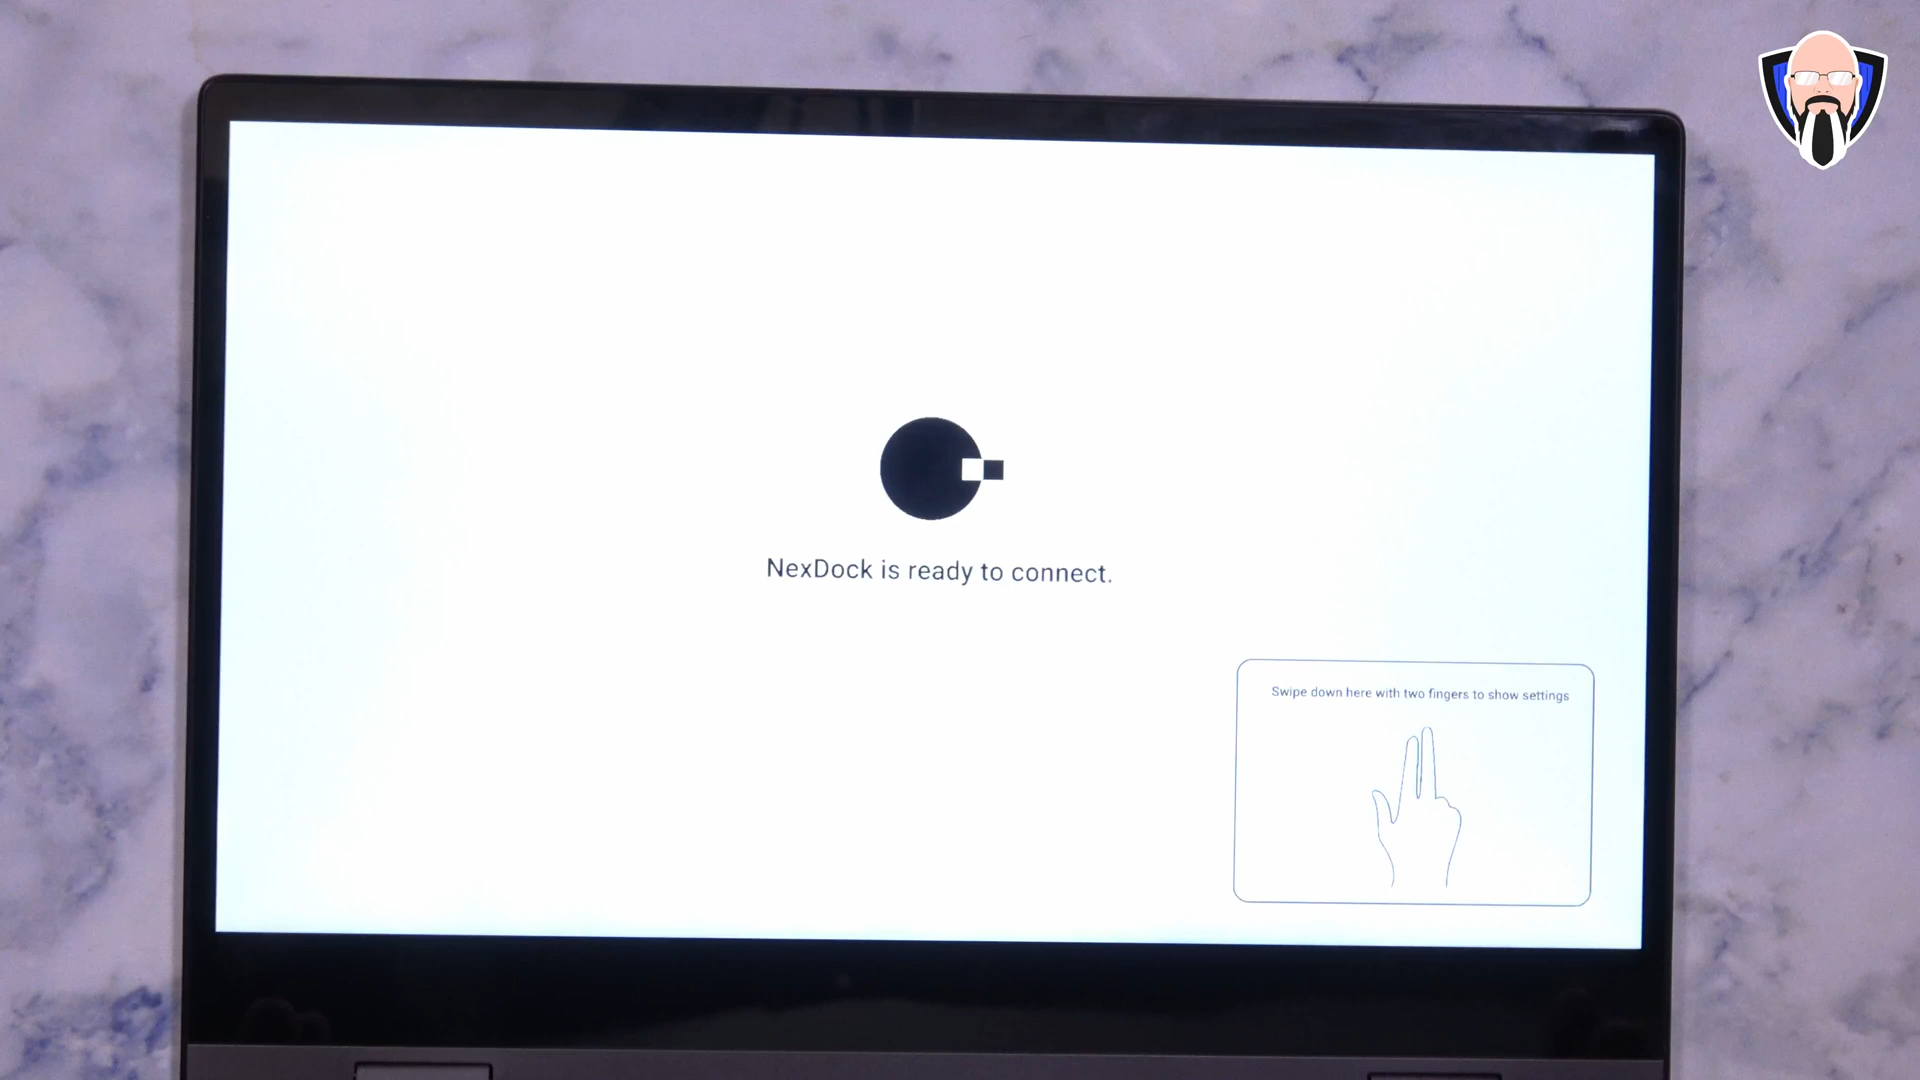 NexDock is ready to connect.
Swipe down here with two fingers to show settings